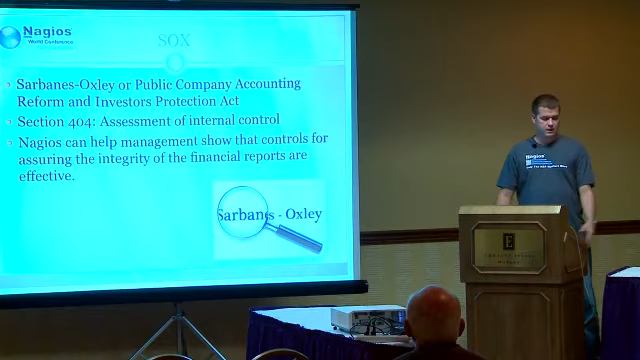 Nagios
World Conference
SOX
Sarbanes-Oxley or Public Company Accounting
Reform and Investors Protection Act
Section 404: Assessment of internal control
Nagios can help management show that controls for
assuring the integrity of the financial reports are
effective.
Sarbanes - Oxley
Nagios
E